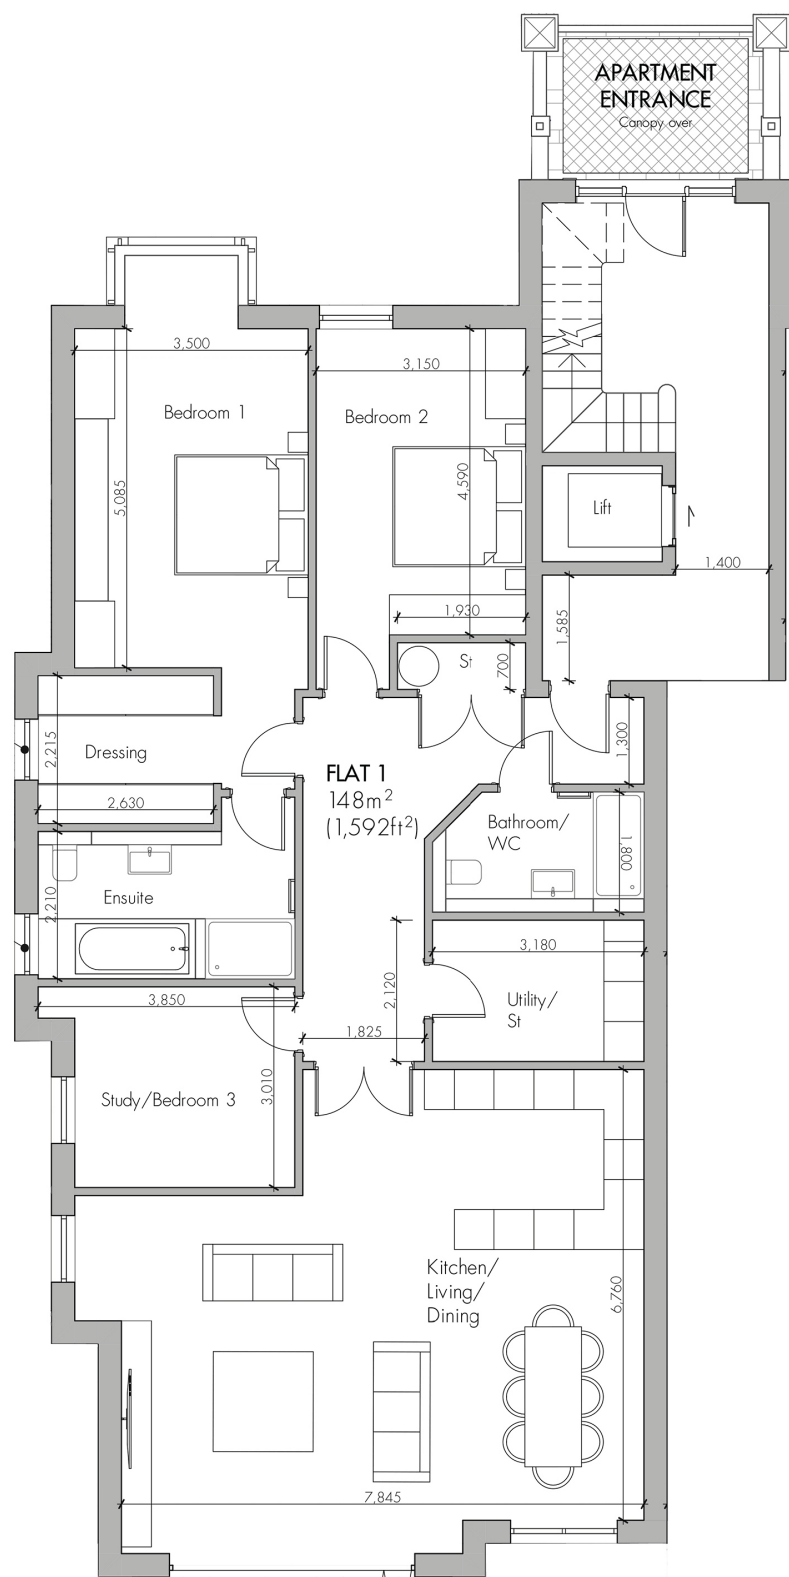 APARTMENT
ENTRANCE
Canopy over
3,500
3,150
Bedroom 1
Bedroom 2
5,085
4,590
Lift
1,400
1,930
1,585
St
700
Dressing
2,215
2,630
FLAT 1
148m²
(1,592ft²)
1,300
Bathroom/
WC
1,800
Ensuite
2,210
3,180
3,850
2,120
Utility/
St
1,825
Study/Bedroom 3
3,010
Kitchen/
Living/
Dining
6,760
7,845